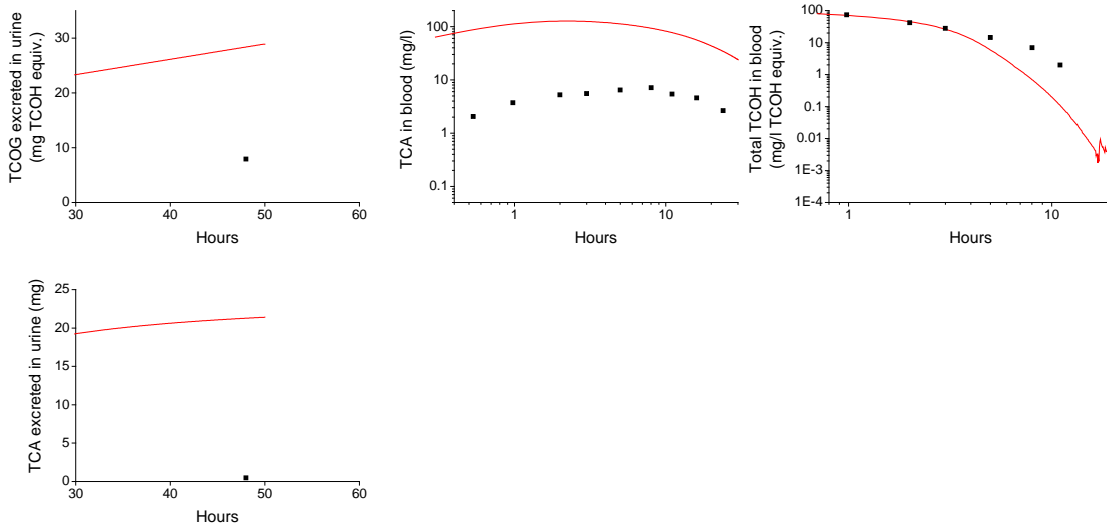 TCOG excreted in urine
(mg TCOH equiv.)
30
20
10
0
30
40
50
60
Hours
TCA in blood (mg/l)
100
10
1
0.1
1
10
Hours
Total TCOH in blood
(mg/l TCOH equiv.)
100
10
1
0.1
0.01
1E-3
1E-4
1
10
Hours
TCA excreted in urine (mg)
25
20
15
10
5
0
30
40
50
60
Hours